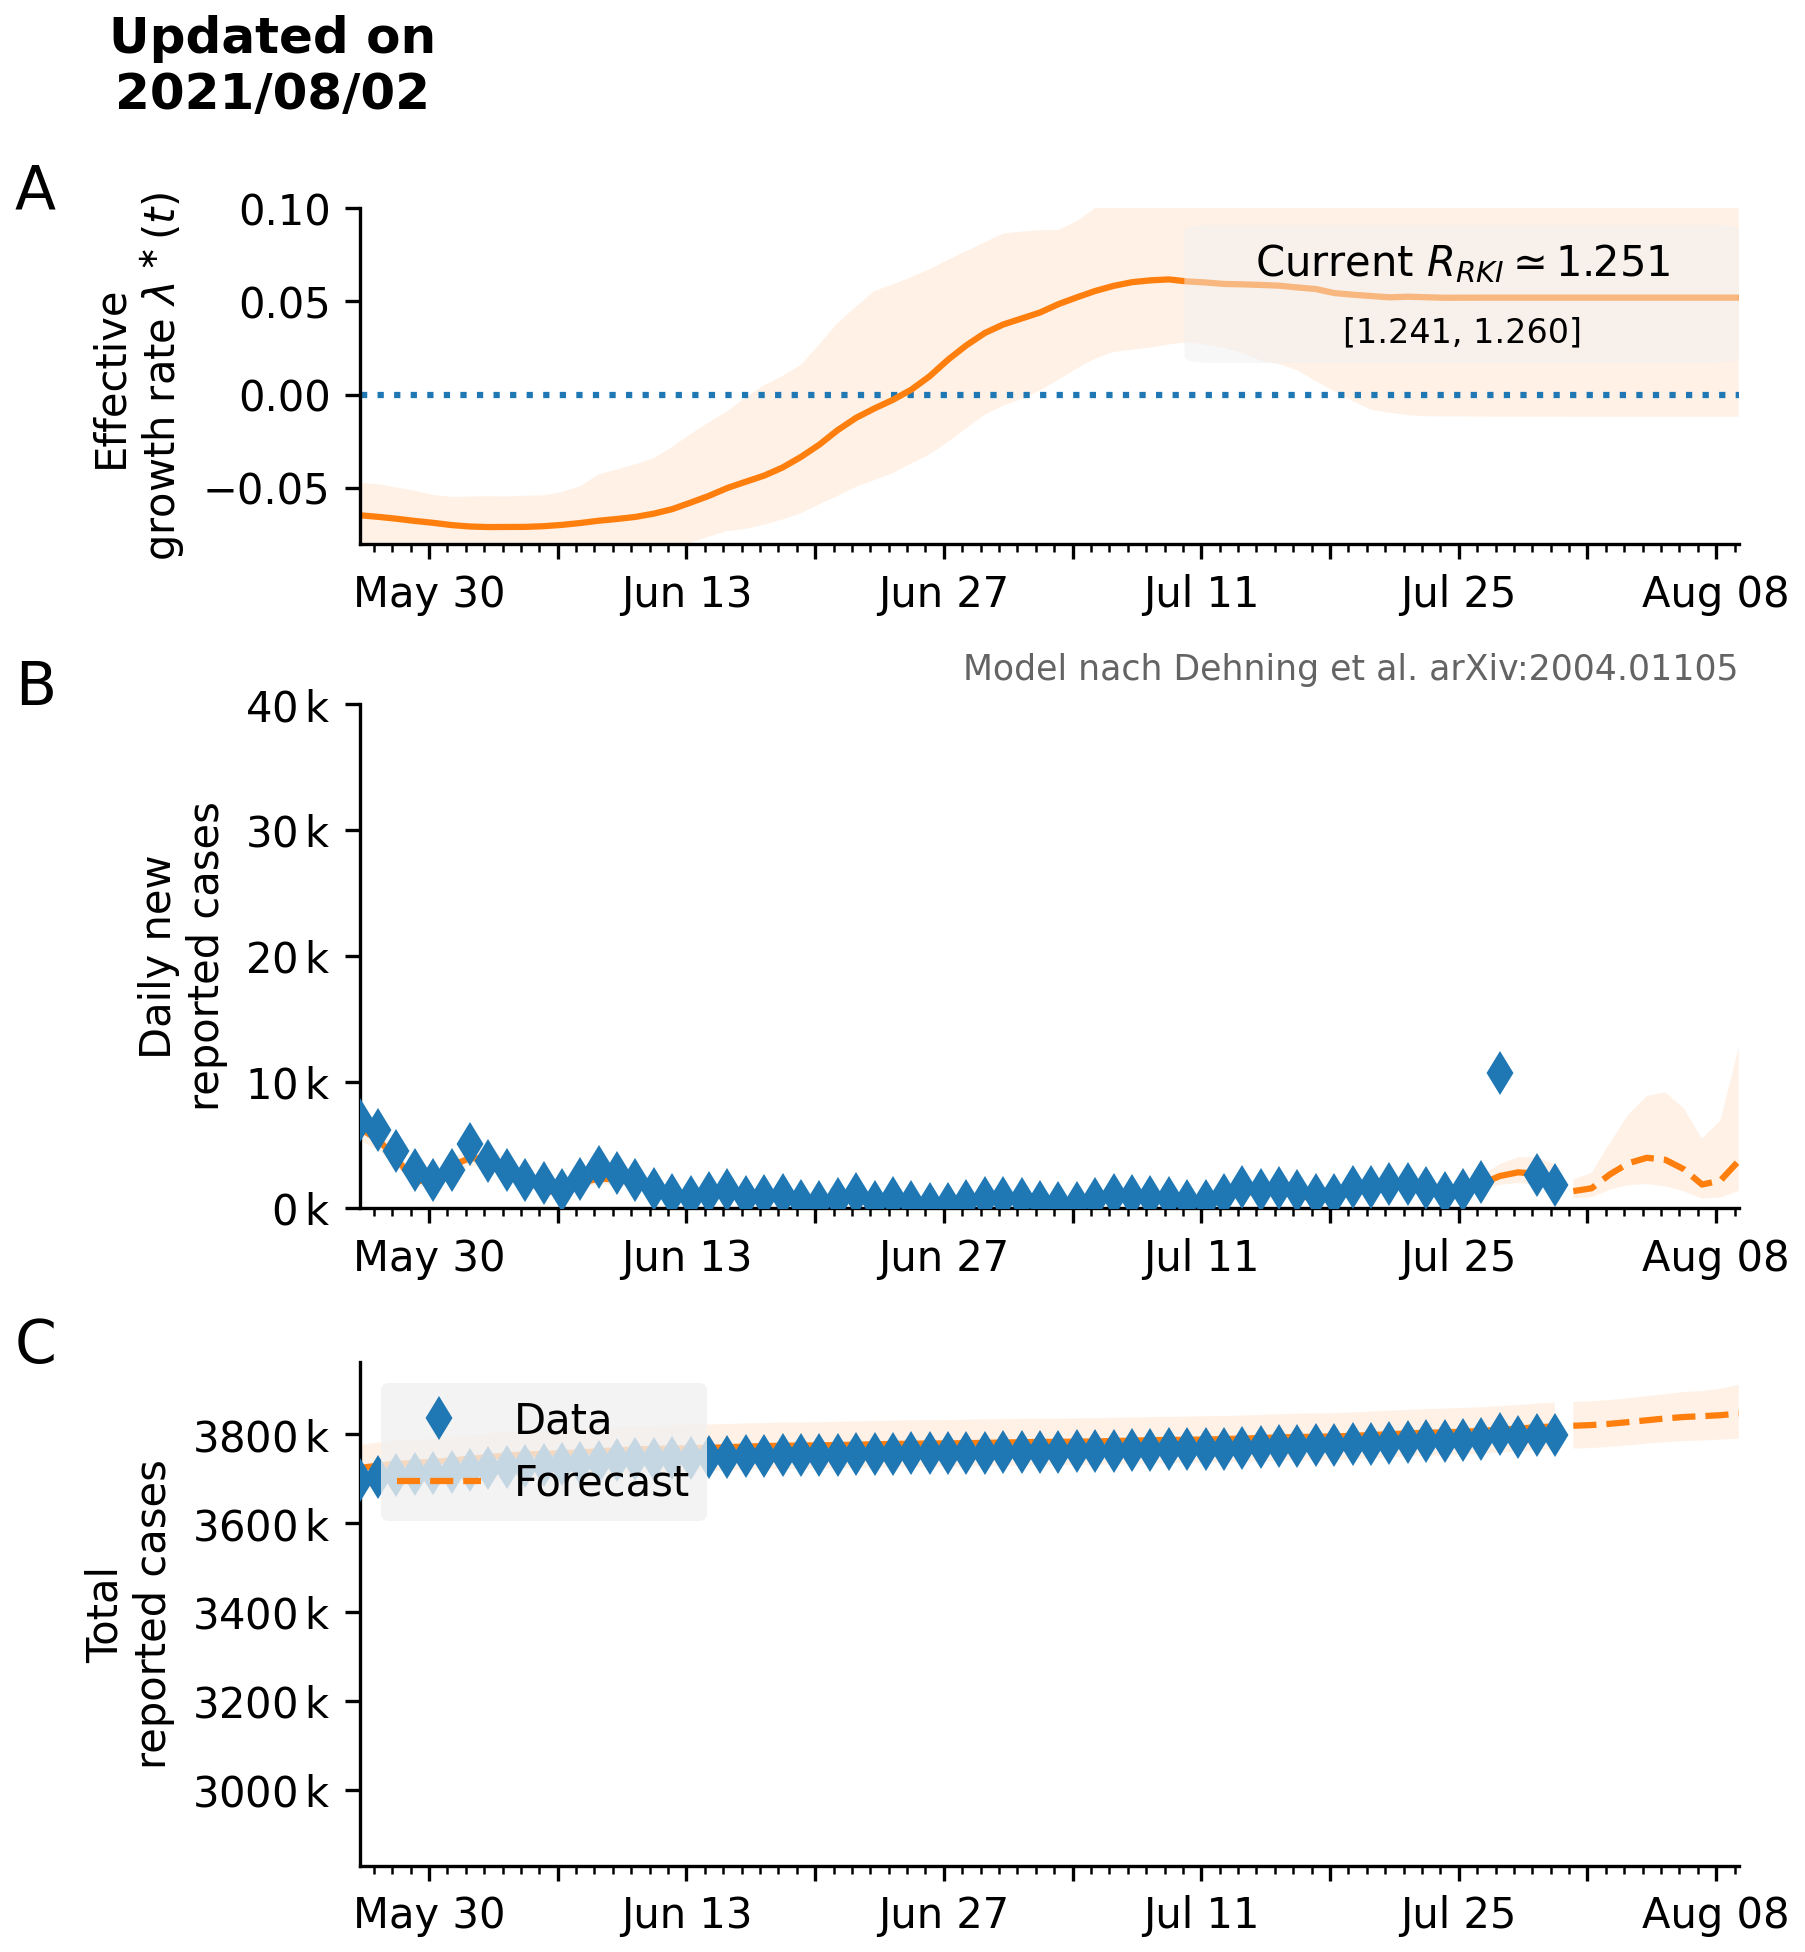 Updated on
2021/08/02
A
Effective
growth rate λ * (t)
0.10
0.05
0.00
−0.05
Current R_RKI ≃ 1.251
[1.241, 1.260]
May 30 Jun 13 Jun 27 Jul 11 Jul 25 Aug 08
Model nach Dehning et al. arXiv:2004.01105
B
Daily new
reported cases
40 k
30 k
20 k
10 k
0 k
May 30 Jun 13 Jun 27 Jul 11 Jul 25 Aug 08
C
Total
reported cases
Data
Forecast
3800 k
3600 k
3400 k
3200 k
3000 k
May 30 Jun 13 Jun 27 Jul 11 Jul 25 Aug 08